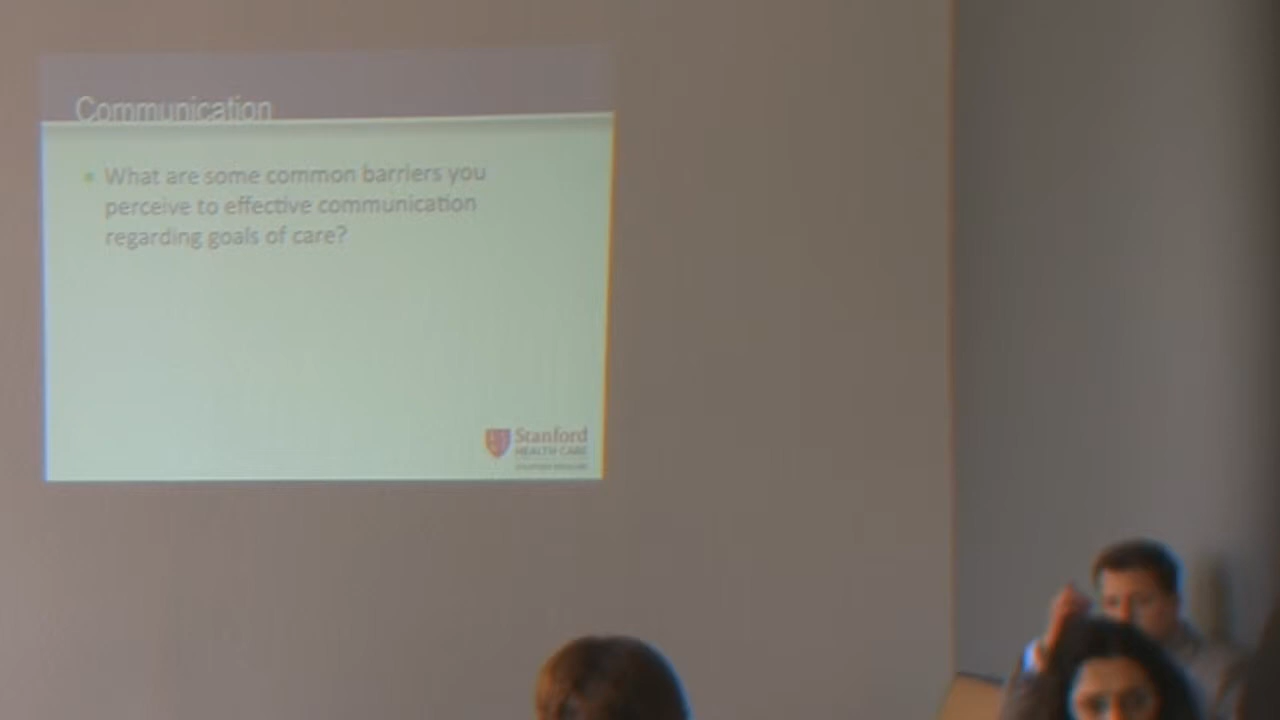 Communication
What are some common barriers you
perceive to effective communication
regarding goals of care?
Stanford
HEALTH CARE